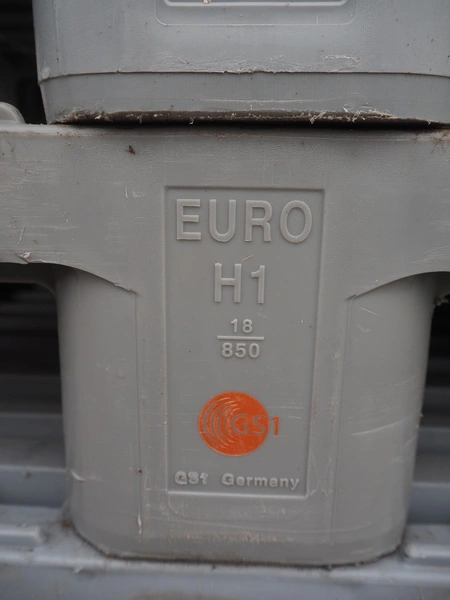 EURO
H1
18
850
GS1
GS1 Germany